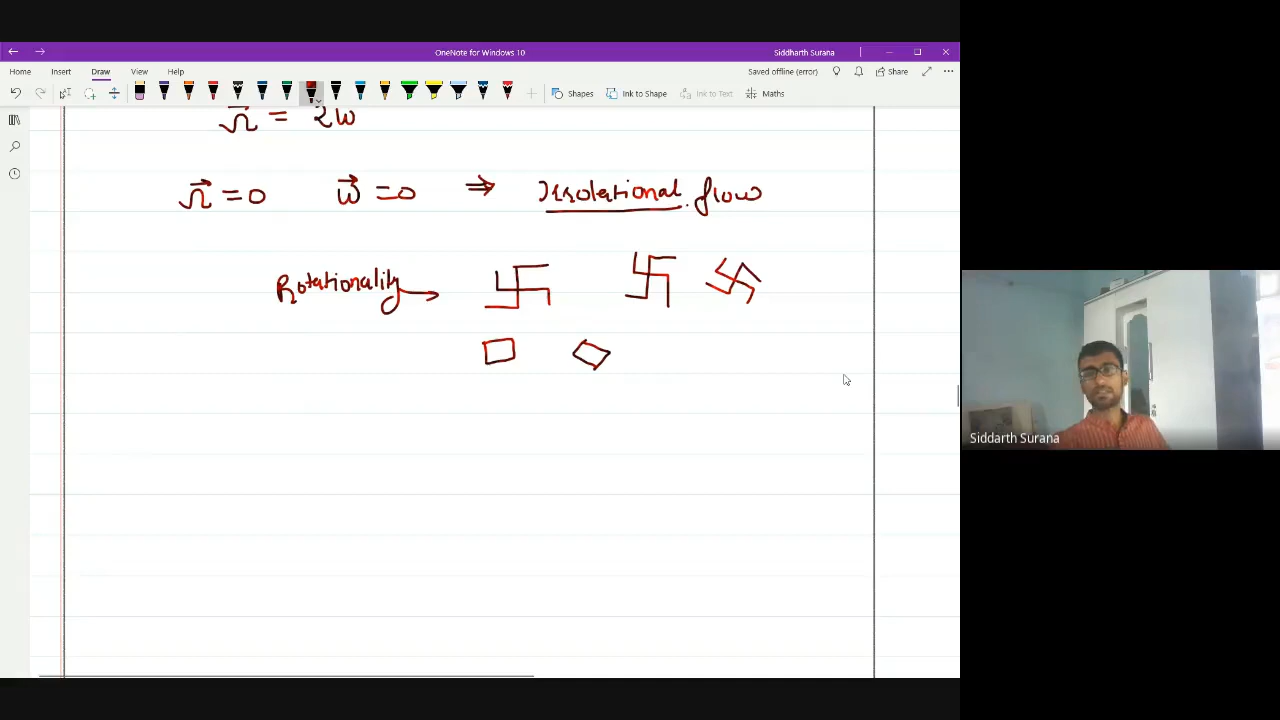 OneNote for Windows 10
Siddharth Surana
Home Insert Draw View Help
Saved offline (error) Share
Shapes Ink to Shape Ink to Text Maths
Ω⃗ = 2ω
Ω⃗ = 0 ω⃗ = 0 ⇒ Irrotational flow
Rotationality →
Siddarth Surana